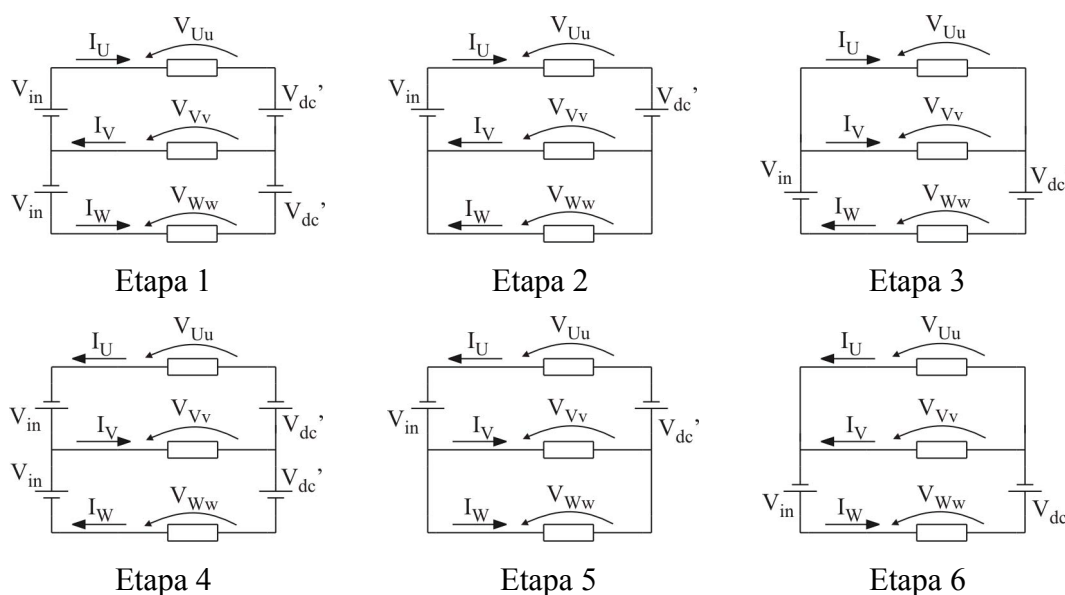 V_Uu V_Uu V_Uu
I_U I_U I_U
V_in V_dc' V_in V_dc'
V_Vv V_Vv V_Vv
I_V I_V I_V
V_in V_dc' V_in V_dc
V_Ww V_Ww V_Ww
I_W I_W I_W
Etapa 1 Etapa 2 Etapa 3
V_Uu V_Uu V_Uu
I_U I_U I_U
V_in V_dc' V_in V_dc'
V_Vv V_Vv V_Vv
I_V I_V I_V
V_in V_dc' V_in V_dc
V_Ww V_Ww V_Ww
I_W I_W I_W
Etapa 4 Etapa 5 Etapa 6